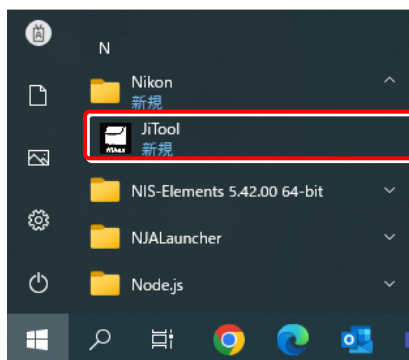 N
Nikon
新規
JiTool
新規
NIS-Elements 5.42.00 64-bit
NJALauncher
Node.js